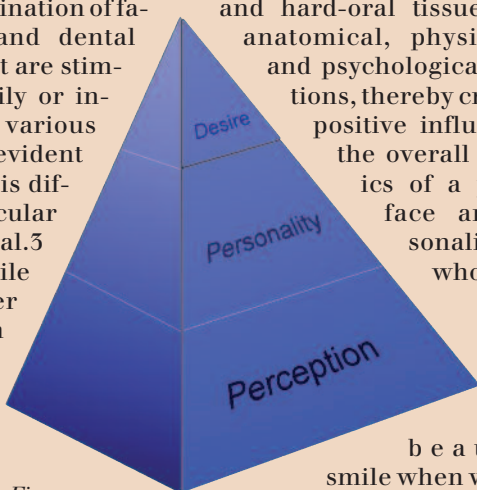 ination of fa-
and dental
t are stim-
ily or in-
various
evident
is dif-
cular
al.3
ile
er
Desire
Personality
Perception
and hard-oral tissue
anatomical, physi
and psychologica
tions, thereby cr
positive influ
the overall
ics of a
face an
sonali
who
b e a u
smile when w